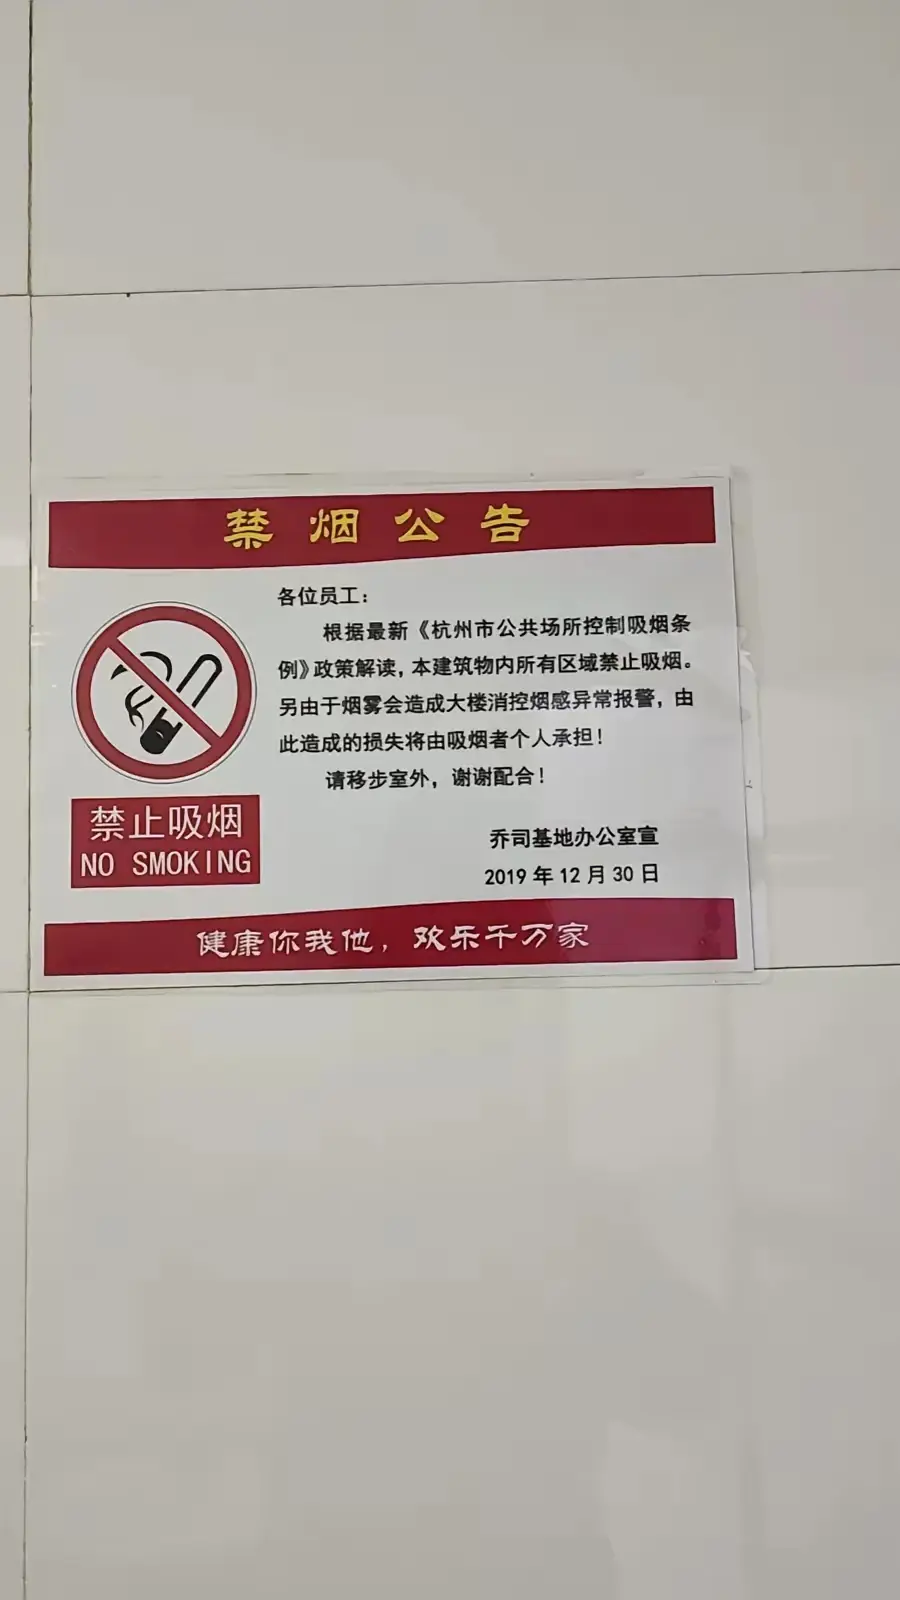 禁烟公告
各位员工：
根据最新《杭州市公共场所控制吸烟条
例》政策解读，本建筑物内所有区域禁止吸烟。
另由于烟雾会造成大楼消控烟感异常报警，由
此造成的损失将由吸烟者个人承担！
请移步室外，谢谢配合！
禁止吸烟
NO SMOKING
乔司基地办公室宣
2019年12月30日
健康你我他，欢乐千万家